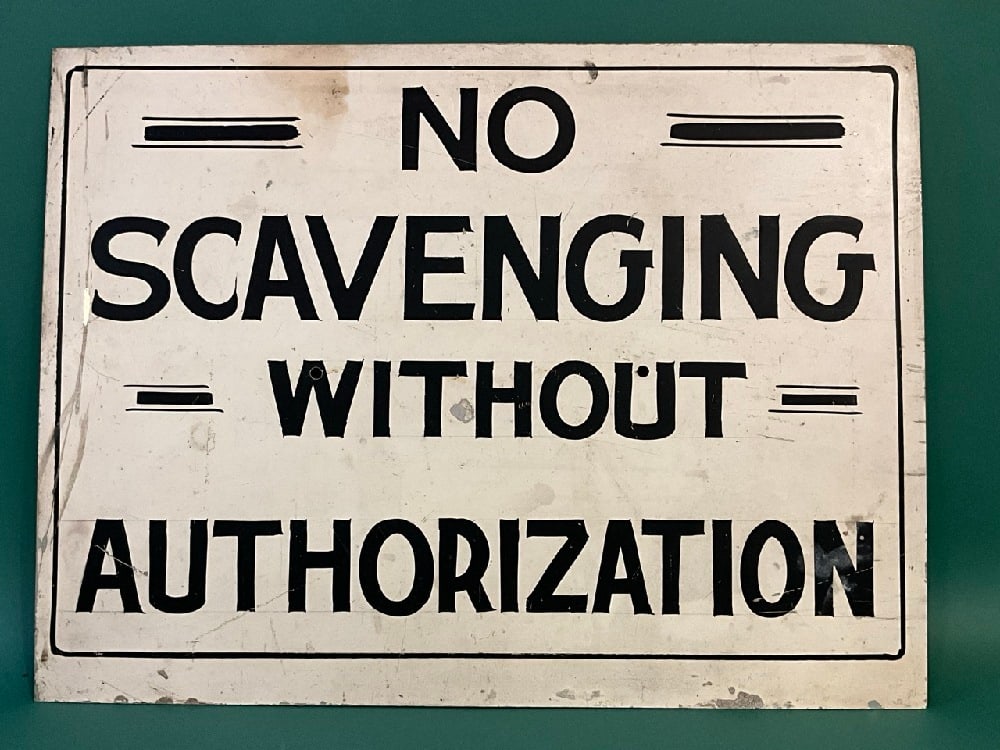 NO
SCAVENGING
WITHOUT
AUTHORIZATION